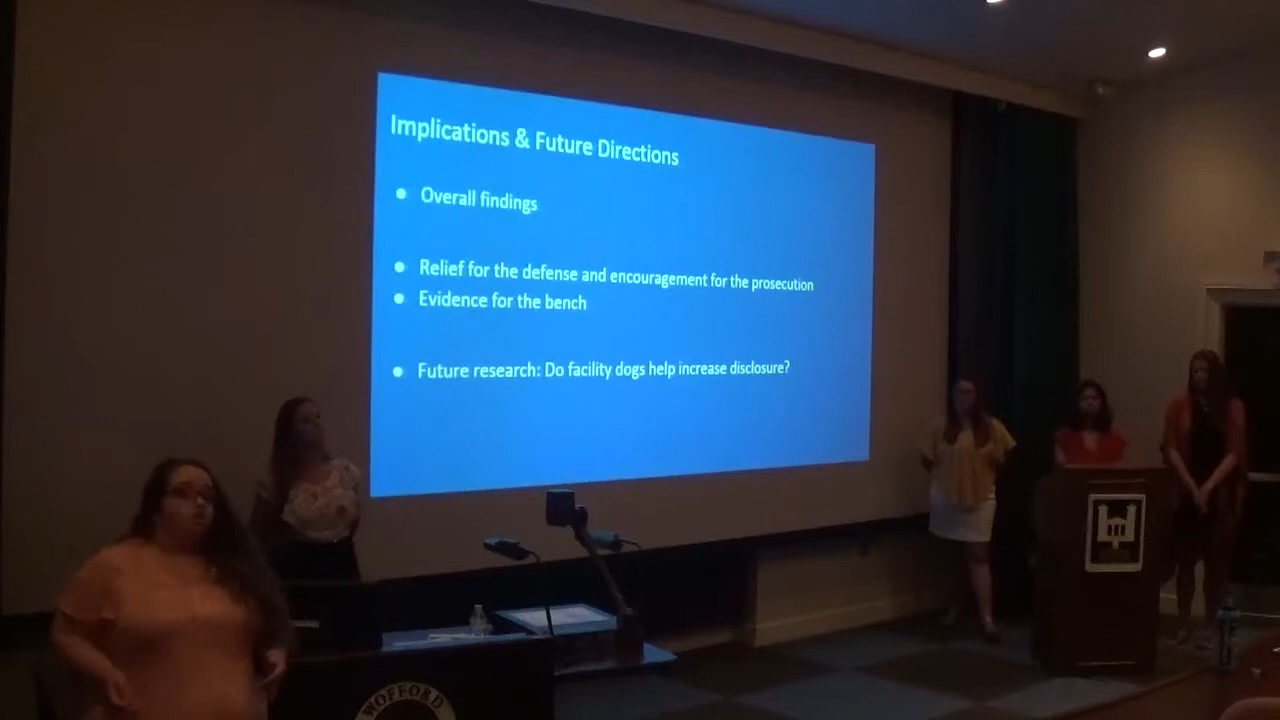 Implications & Future Directions
● Overall findings
● Relief for the defense and encouragement for the prosecution
● Evidence for the bench
● Future research: Do facility dogs help increase disclosure?
WOFFORD